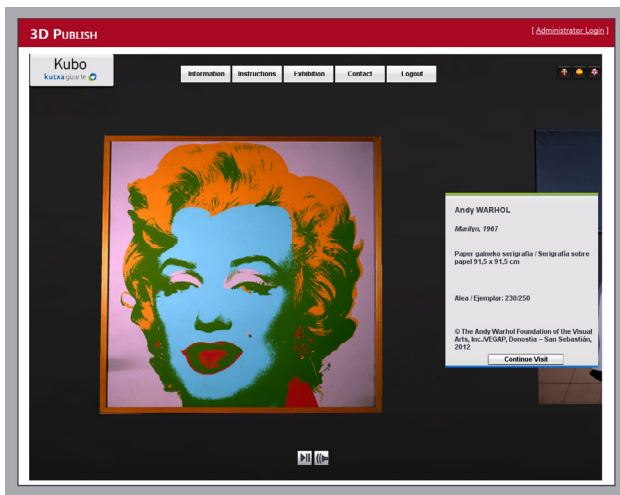 3D PUBLISH
[ Administrator Login ]
Kubo
kutxa
Information Instructions Exhibition Contact Logout
Andy WARHOL
Marilyn, 1967
Paper gaineko serigrafia / Serigrafía sobre
papel 91,5 x 91,5 cm
Alea / Ejemplar: 230/250
© The Andy Warhol Foundation of the Visual
Arts, Inc./VEGAP, Donostia – San Sebastián,
2012
Continue Visit